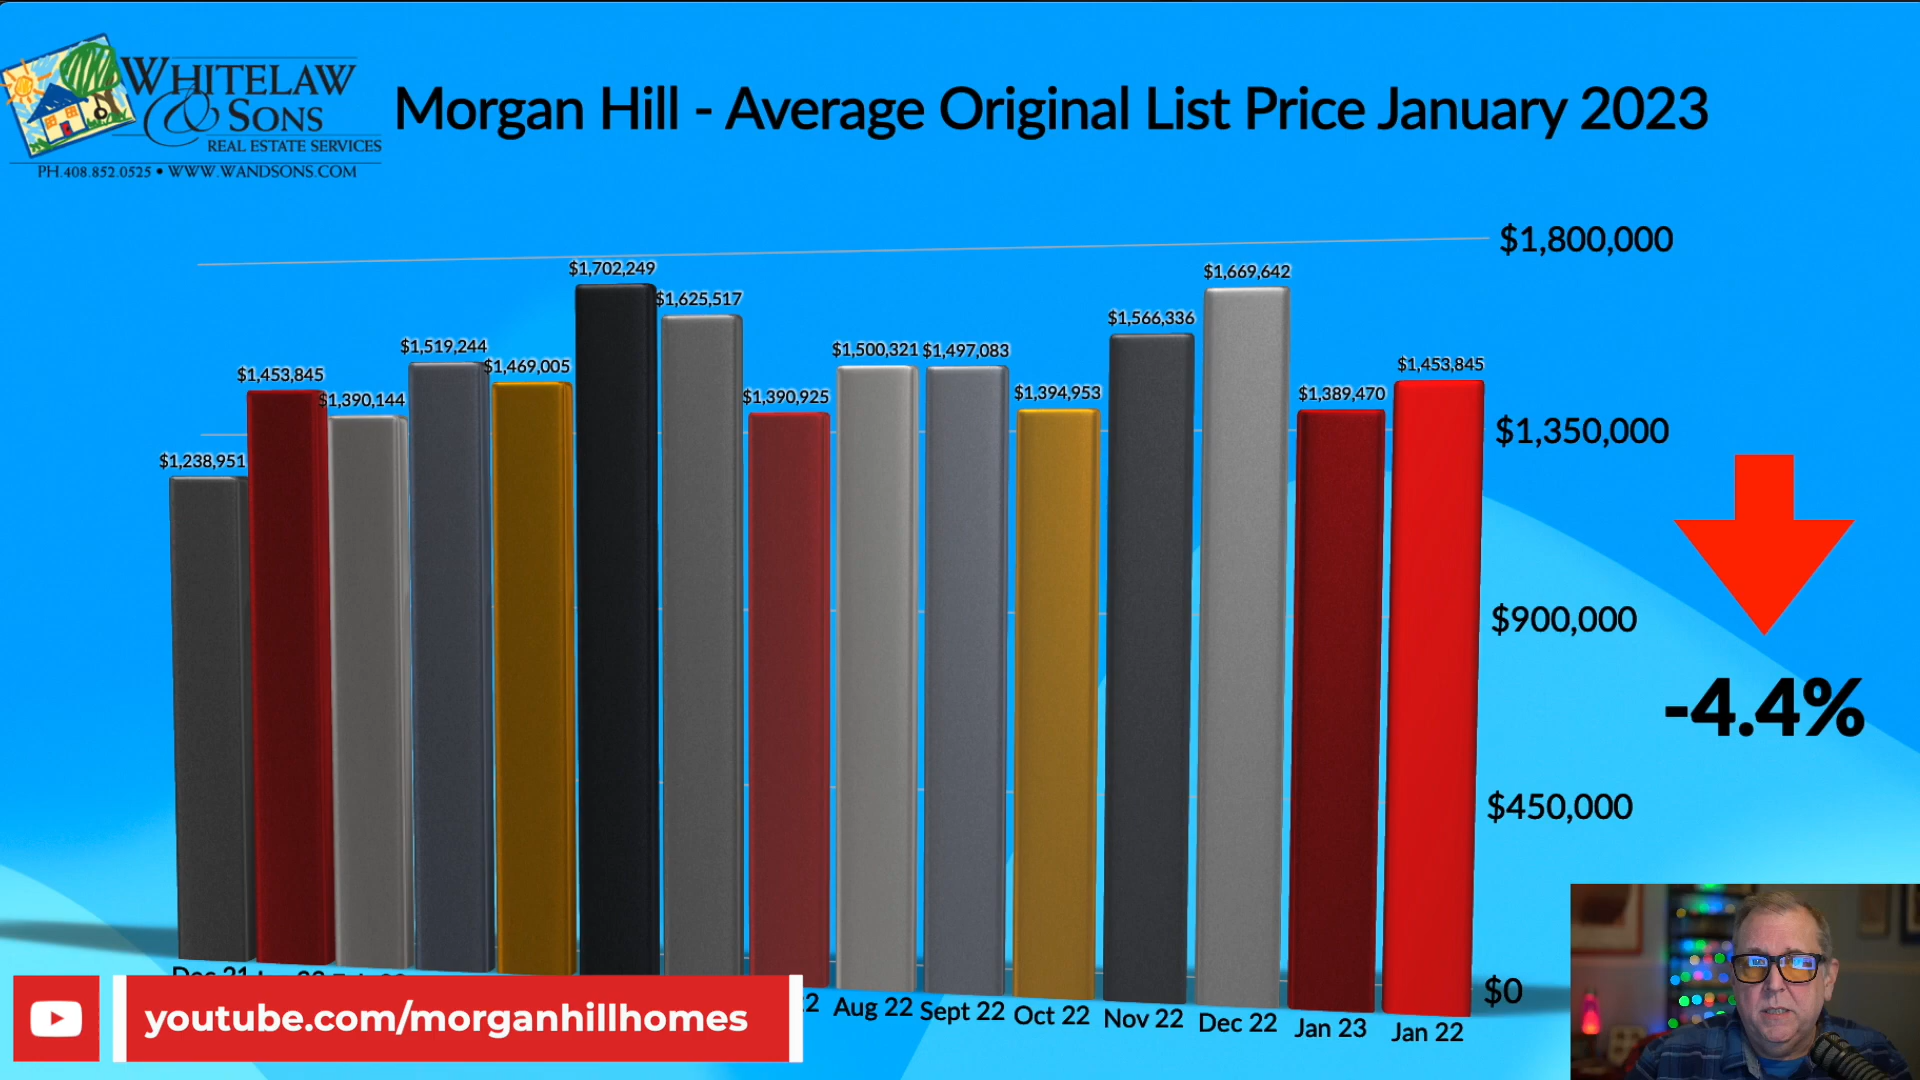 WHITELAW
& SONS
REAL ESTATE SERVICES
PH.408.852.0525 • WWW.WANDSONS.COM
Morgan Hill - Average Original List Price January 2023
$1,800,000
$1,350,000
$900,000
$450,000
$0
$1,238,951
$1,453,845
$1,390,144
$1,519,244
$1,469,005
$1,702,249
$1,625,517
$1,390,925
$1,500,321
$1,497,083
$1,394,953
$1,566,336
$1,669,642
$1,389,470
$1,453,845
-4.4%
Dec 21
Aug 22
Sept 22
Oct 22
Nov 22
Dec 22
Jan 23
Jan 22
youtube.com/morganhillhomes